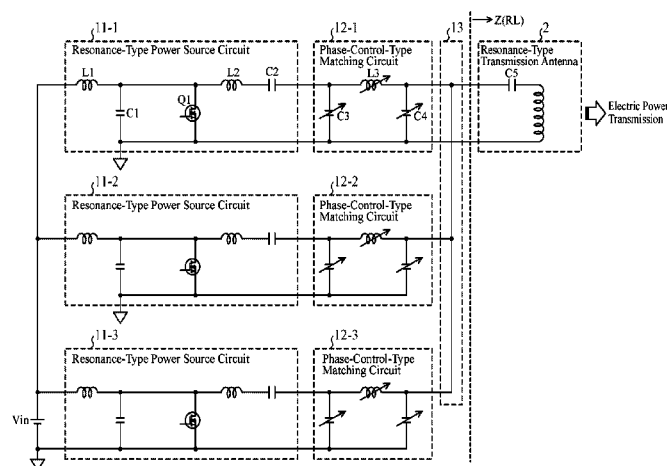 11-1
12-1
13
Z(RL)
2
Resonance-Type Power Source Circuit
Phase-Control-Type
Matching Circuit
Resonance-Type
Transmission Antenna
L1
L2
C2
L3
C5
C1
Q1
C3
C4
Electric Power
Transmission
11-2
12-2
Resonance-Type Power Source Circuit
Phase-Control-Type
Matching Circuit
11-3
12-3
Resonance-Type Power Source Circuit
Phase-Control-Type
Matching Circuit
Vin